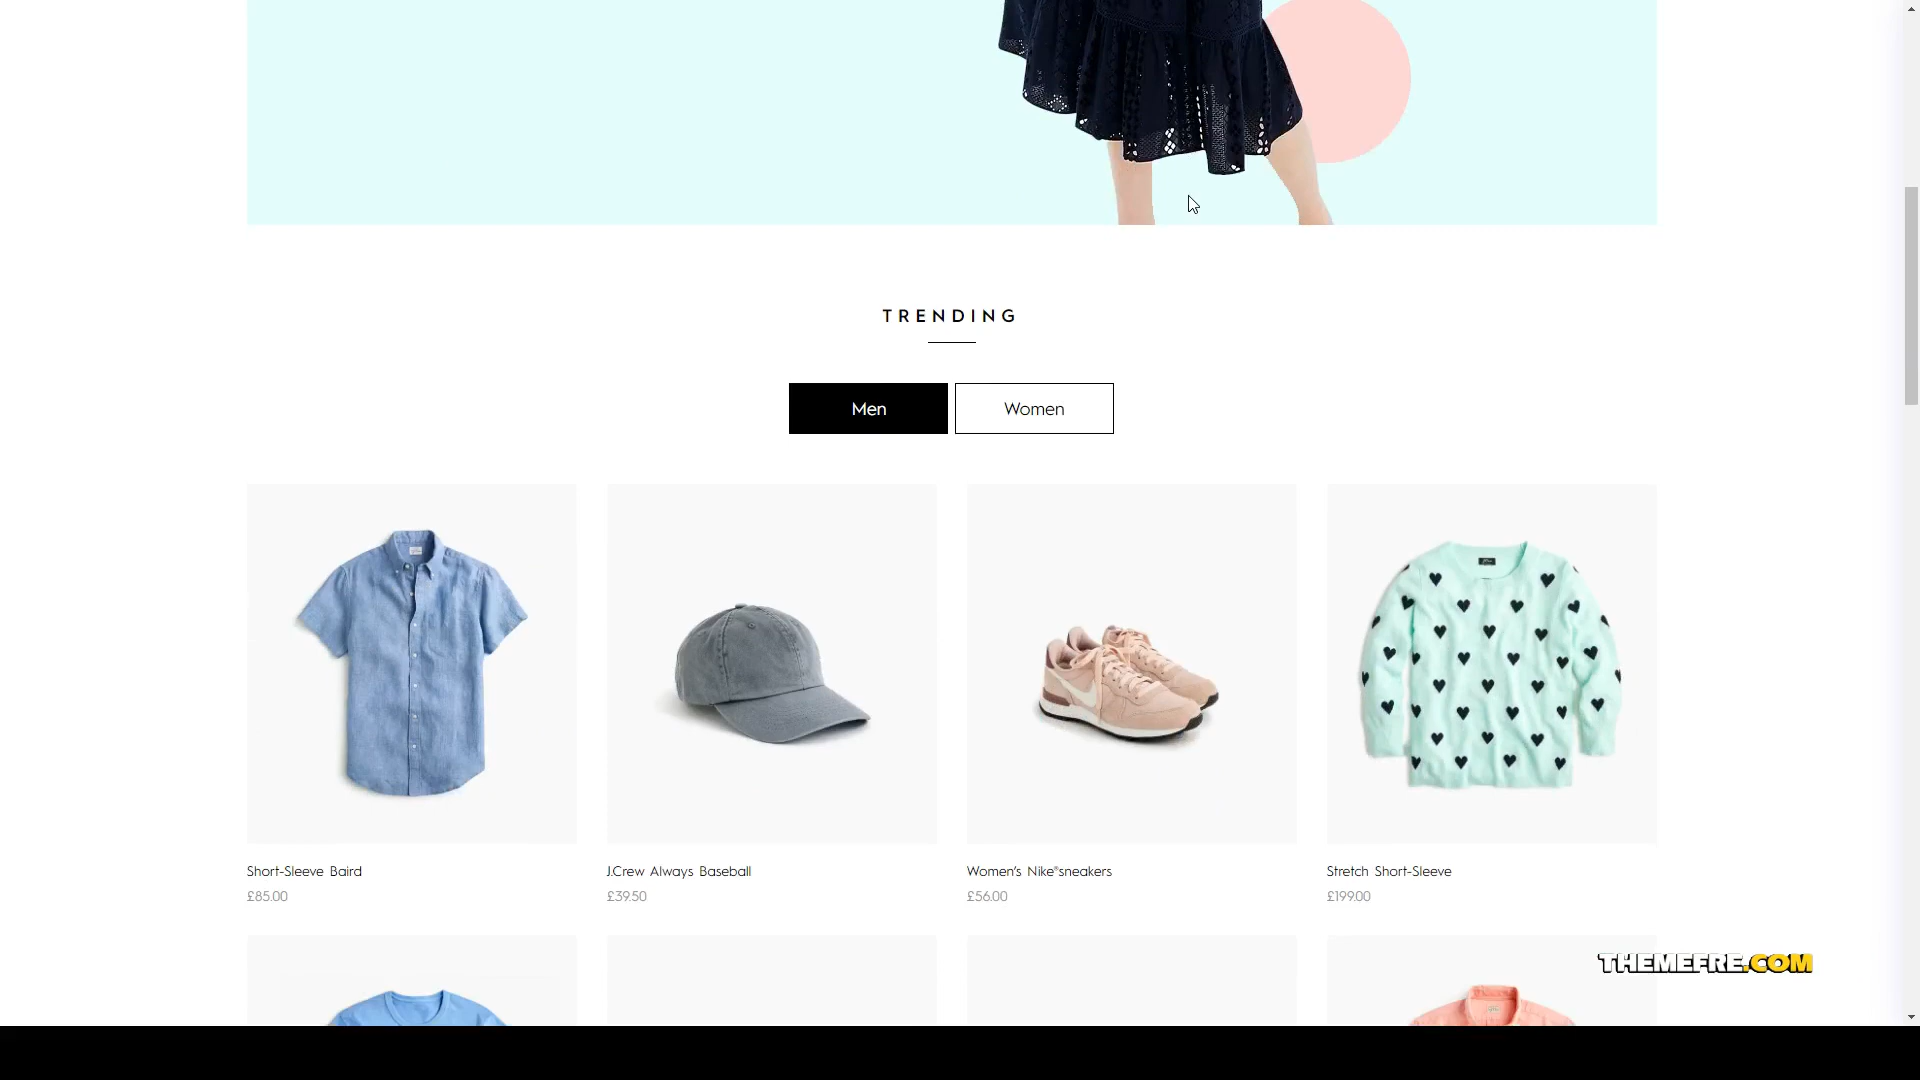 TRENDING
Men
Women
Short-Sleeve Baird
£85.00
J.Crew Always Baseball
£39.50
Women's Nike®sneakers
£56.00
Stretch Short-Sleeve
£199.00
THEMEFRE.COM